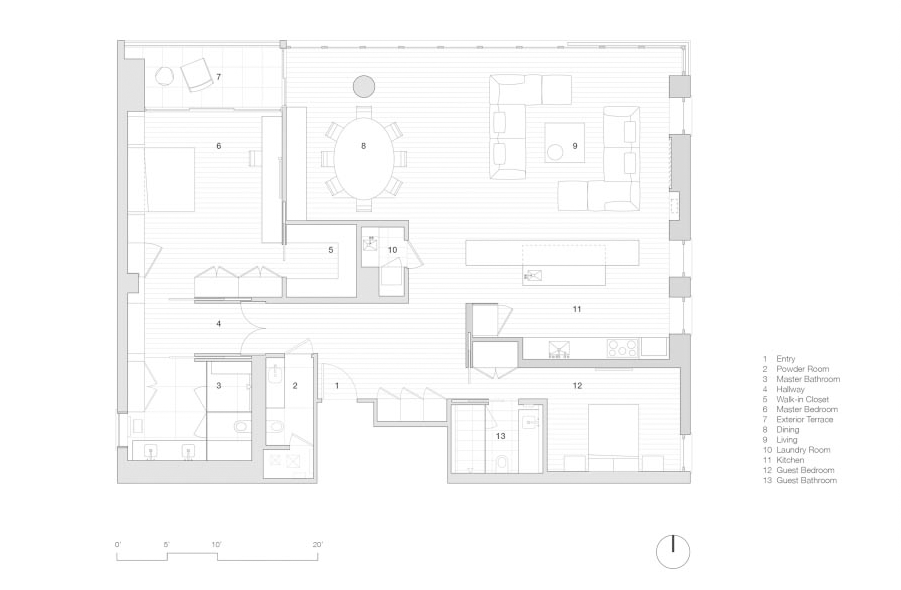 7
6
8
9
5
10
4
11
3
2
1
12
13
1 Entry
2 Powder Room
3 Master Bathroom
4 Hallway
5 Walk-in Closet
6 Master Bedroom
7 Exterior Terrace
8 Dining
9 Living
10 Laundry Room
11 Kitchen
12 Guest Bedroom
13 Guest Bathroom
0' 5' 10' 20'